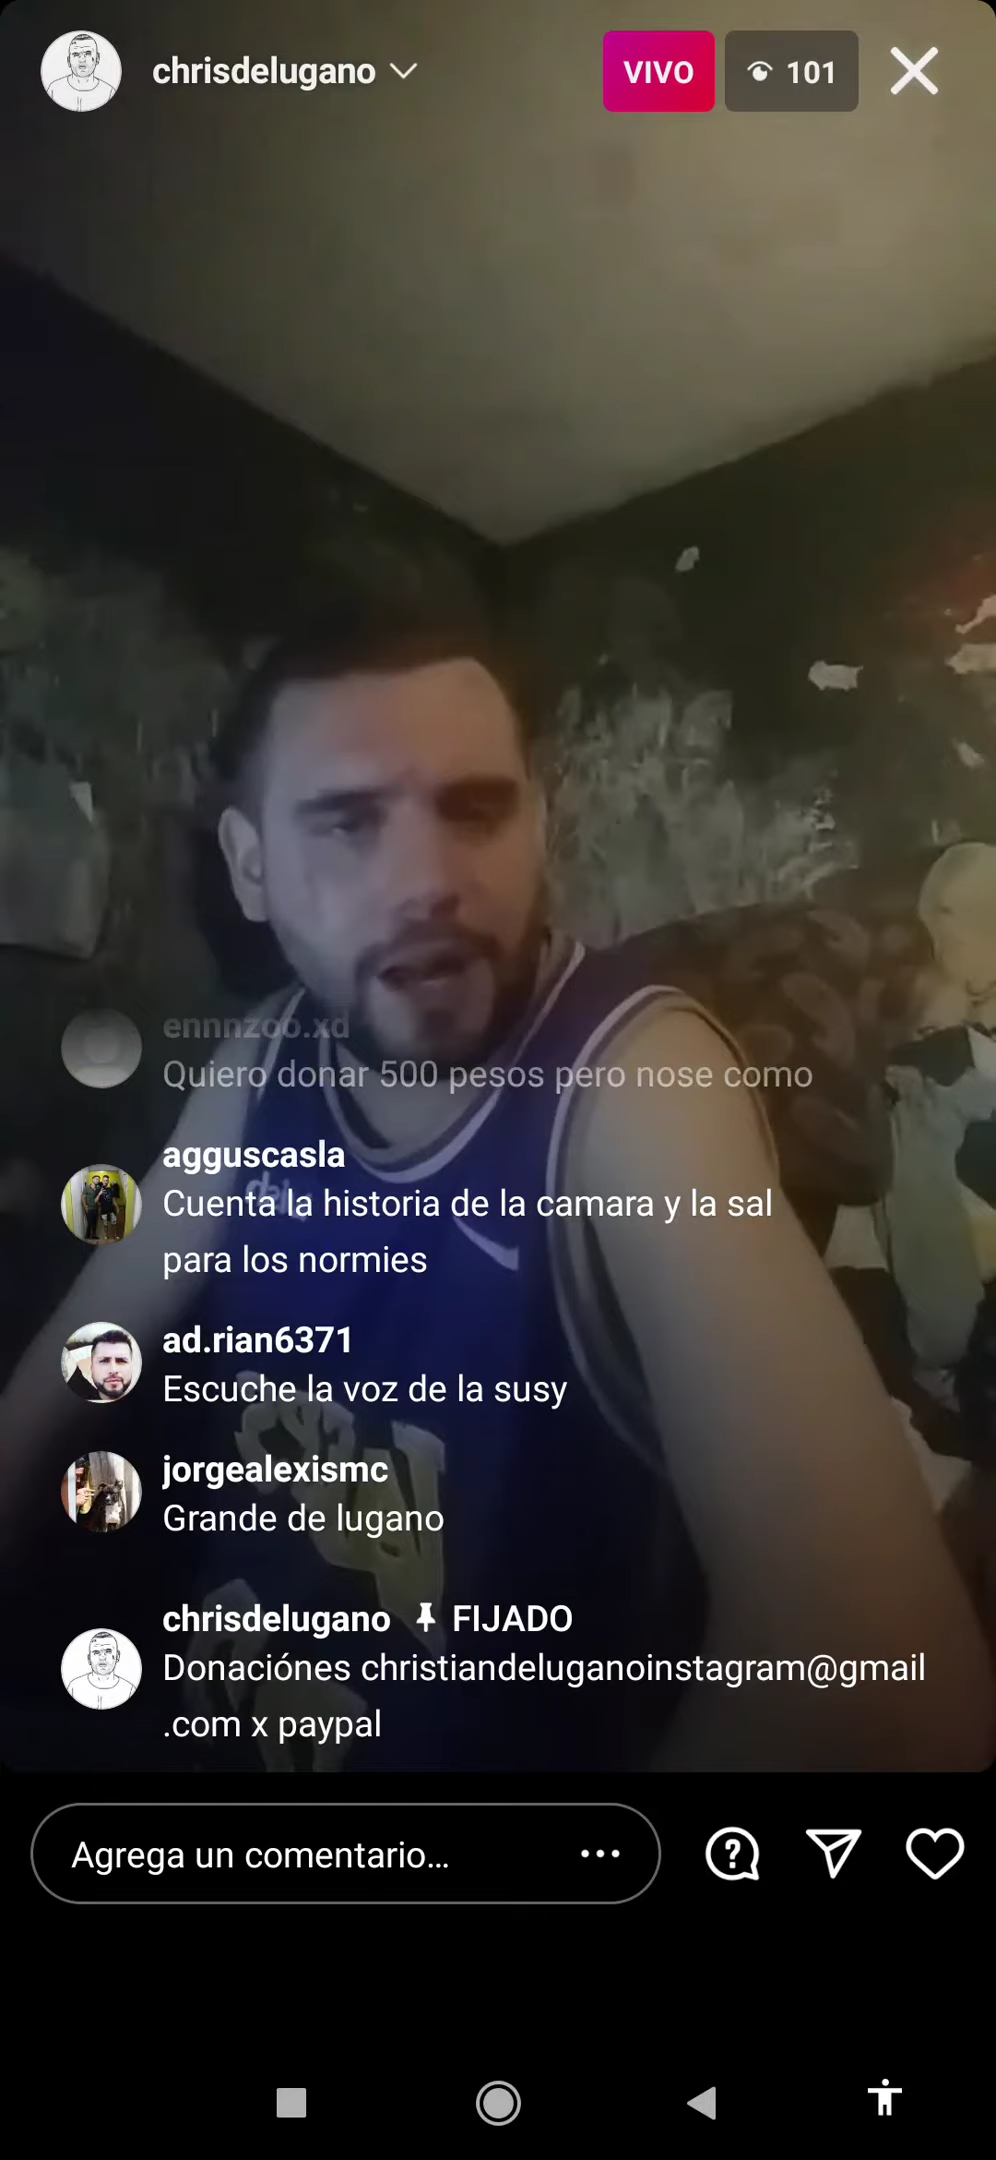 chrisdelugano
VIVO
101
ennnzoo.xd
Quiero donar 500 pesos pero nose como
agguscasla
Cuenta la historia de la camara y la sal
para los normies
ad.rian6371
Escuche la voz de la susy
jorgealexismc
Grande de lugano
chrisdelugano FIJADO
Donaciónes christiandeluganoinstagram@gmail
.com x paypal
Agrega un comentario...